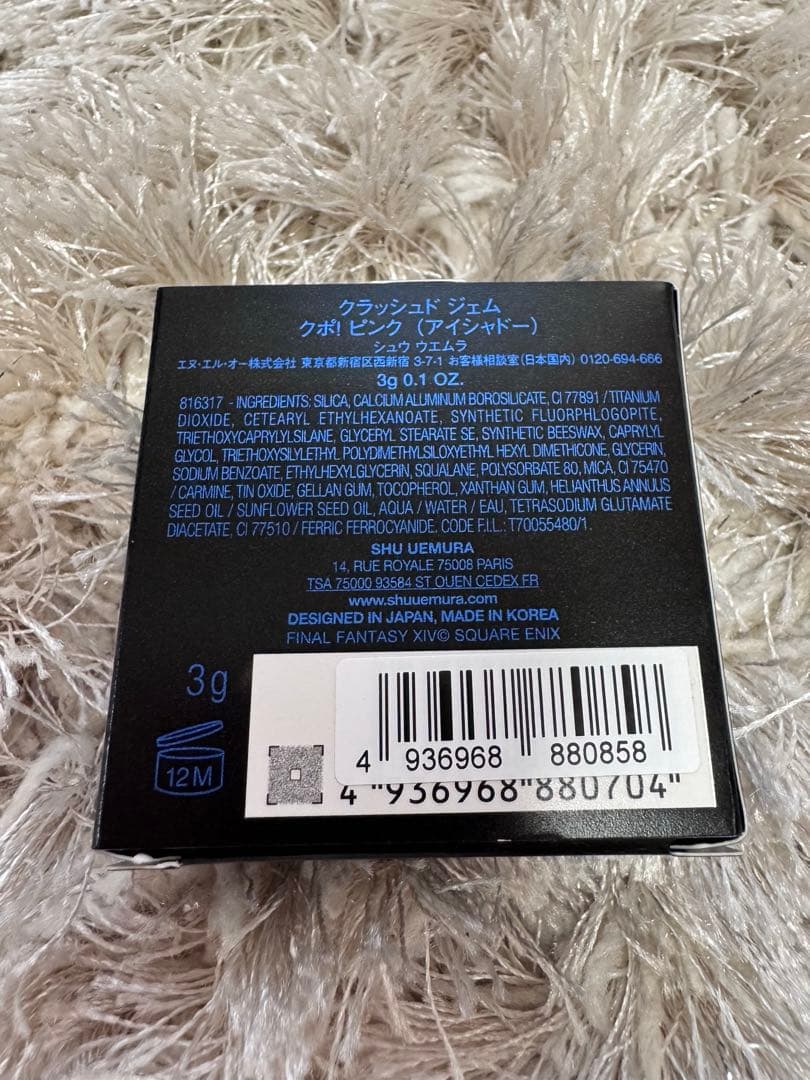 クラッシュド ジェム
クポ! ピンク (アイシャドー)
シュウ ウエムラ
エヌ・エル・オー株式会社 東京都新宿区西新宿 3-7-1 お客様相談室(日本国内) 0120-694-666
3g 0.1 OZ.
816317 - INGREDIENTS: SILICA, CALCIUM ALUMINUM BOROSILICATE, CI 77891 / TITANIUM
DIOXIDE, CETEARYL ETHYLHEXANOATE, SYNTHETIC FLUORPHLOGOPITE,
TRIETHOXYCAPRYLYLSILANE, GLYCERYL STEARATE SE, SYNTHETIC BEESWAX, CAPRYLYL
GLYCOL, TRIETHOXYSILYLETHYL POLYDIMETHYLSILOXYETHYL HEXYL DIMETHICONE, GLYCERIN,
SODIUM BENZOATE, ETHYLHEXYLGLYCERIN, SQUALANE, POLYSORBATE 80, MICA, CI 75470
/ CARMINE, TIN OXIDE, GELLAN GUM, TOCOPHEROL, XANTHAN GUM, HELIANTHUS ANNUUS
SEED OIL / SUNFLOWER SEED OIL, AQUA / WATER / EAU, TETRASODIUM GLUTAMATE
DIACETATE, CI 77510 / FERRIC FERROCYANIDE. CODE F.I.L.: T70055480/1.
SHU UEMURA
14, RUE ROYALE 75008 PARIS
TSA 75000 93584 ST OUEN CEDEX FR
www.shuuemura.com
DESIGNED IN JAPAN, MADE IN KOREA
FINAL FANTASY XIV© SQUARE ENIX
3g
12M
4 936968 880858
4 "936968"880704"